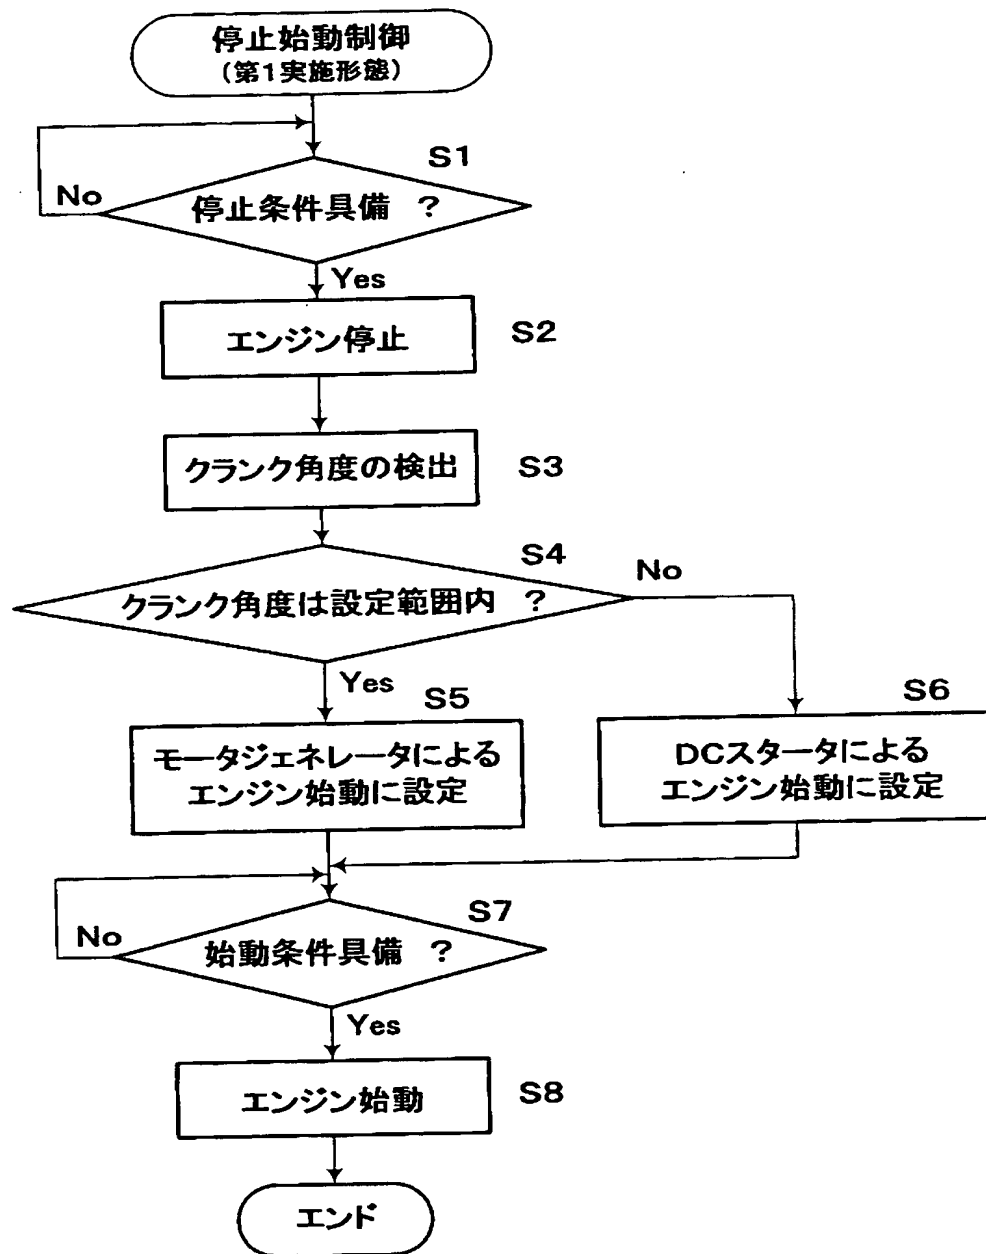 停止始動制御
(第1実施形態)
S1
No
停止条件具備 ?
Yes
エンジン停止
S2
クランク角度の検出
S3
S4
No
クランク角度は設定範囲内 ?
Yes
S5
S6
モータジェネレータによる
エンジン始動に設定
DCスタータによる
エンジン始動に設定
S7
No
始動条件具備 ?
Yes
エンジン始動
S8
エンド